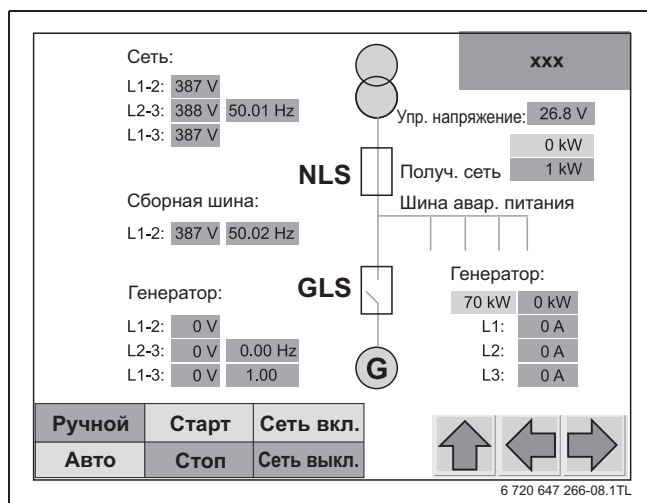 Сеть:
xxx
L1-2: 387 V
L2-3: 388 V 50.01 Hz
L1-3: 387 V
Упр. напряжение: 26.8 V
0 kW
NLS
Получ. сеть 1 kW
Сборная шина:
Шина авар. питания
L1-2: 387 V 50.02 Hz
Генератор:
GLS
Генератор:
70 kW 0 kW
L1-2: 0 V
L1: 0 A
L2-3: 0 V 0.00 Hz
L2: 0 A
L1-3: 0 V 1.00
G
L3: 0 A
Ручной Старт Сеть вкл.
Авто Стоп Сеть выкл.
6 720 647 266-08.1TL